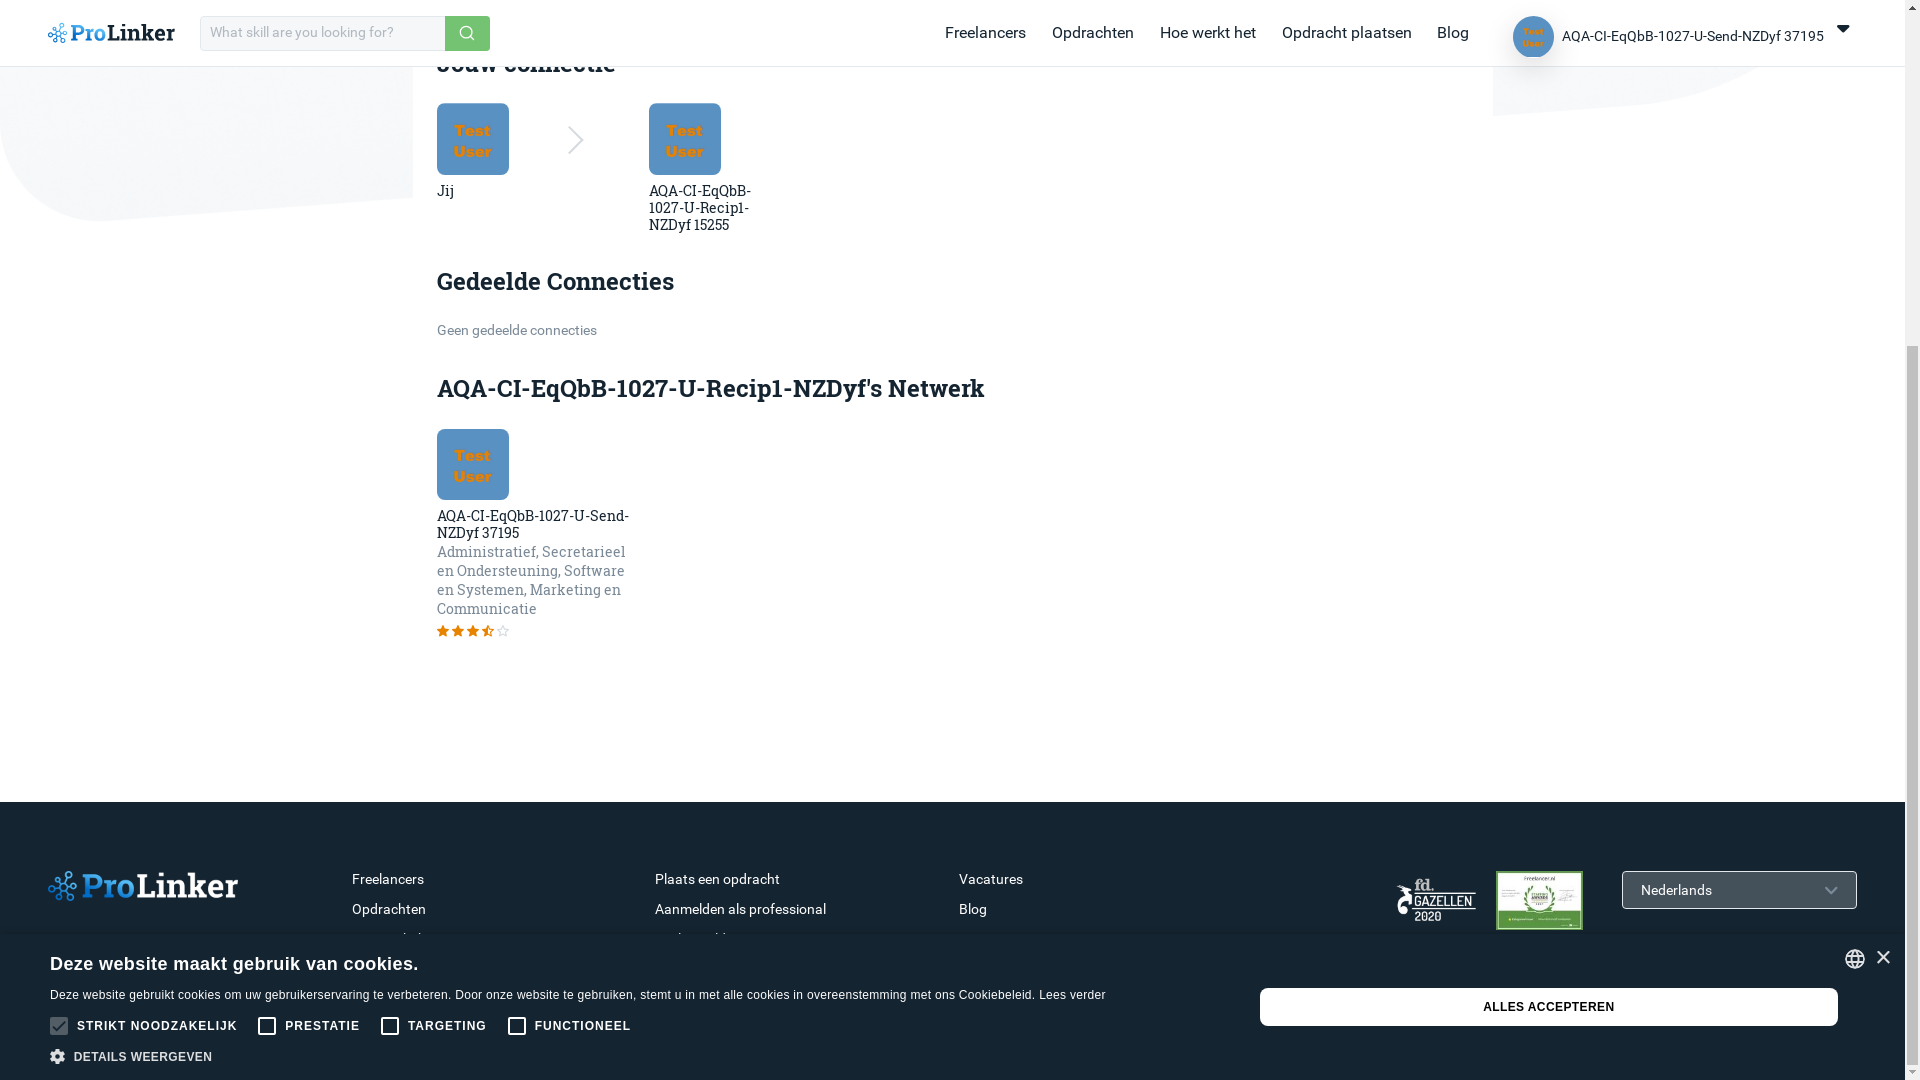 ProLinker
What skill are you looking for?
Freelancers
Opdrachten
Hoe werkt het
Opdracht plaatsen
Blog
Test
User
AQA-CI-EqQbB-1027-U-Send-NZDyf 37195
Jouw connectie
Test
User
Test
User
Jij
AQA-CI-EqQbB-
1027-U-Recip1-
NZDyf 15255
Gedeelde Connecties
Geen gedeelde connecties
AQA-CI-EqQbB-1027-U-Recip1-NZDyf's Netwerk
Test
User
AQA-CI-EqQbB-1027-U-Send-
NZDyf 37195
Administratief, Secretarieel
en Ondersteuning, Software
en Systemen, Marketing en
Communicatie
ProLinker
Freelancers
Opdrachten
Plaats een opdracht
Aanmelden als professional
Vacatures
Blog
fd.
GAZELLEN
2020
Nederlands
Deze website maakt gebruik van cookies.
Deze website gebruikt cookies om uw gebruikerservaring te verbeteren. Door onze website te gebruiken, stemt u in met alle cookies in overeenstemming met ons Cookiebeleid. Lees verder
STRIKT NOODZAKELIJK
PRESTATIE
TARGETING
FUNCTIONEEL
DETAILS WEERGEVEN
ALLES ACCEPTEREN
×